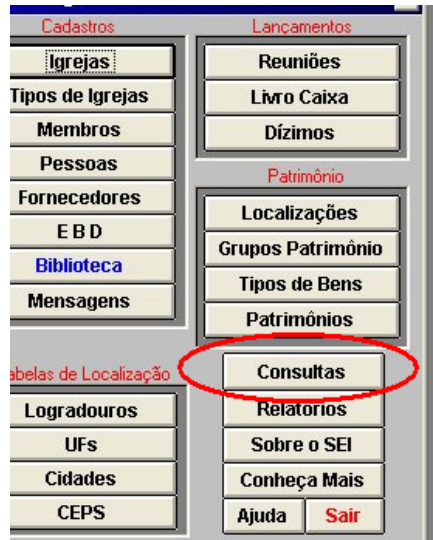 Cadastros
Igrejas
Tipos de Igrejas
Membros
Pessoas
Fornecedores
E B D
Biblioteca
Mensagens
abelas de Localização
Logradouros
UFs
Cidades
CEPS
Lançamentos
Reuniões
Livro Caixa
Dízimos
Patrimônio
Localizações
Grupos Patrimônio
Tipos de Bens
Patrimônios
Consultas
Relatorios
Sobre o SEI
Conheça Mais
Ajuda Sair